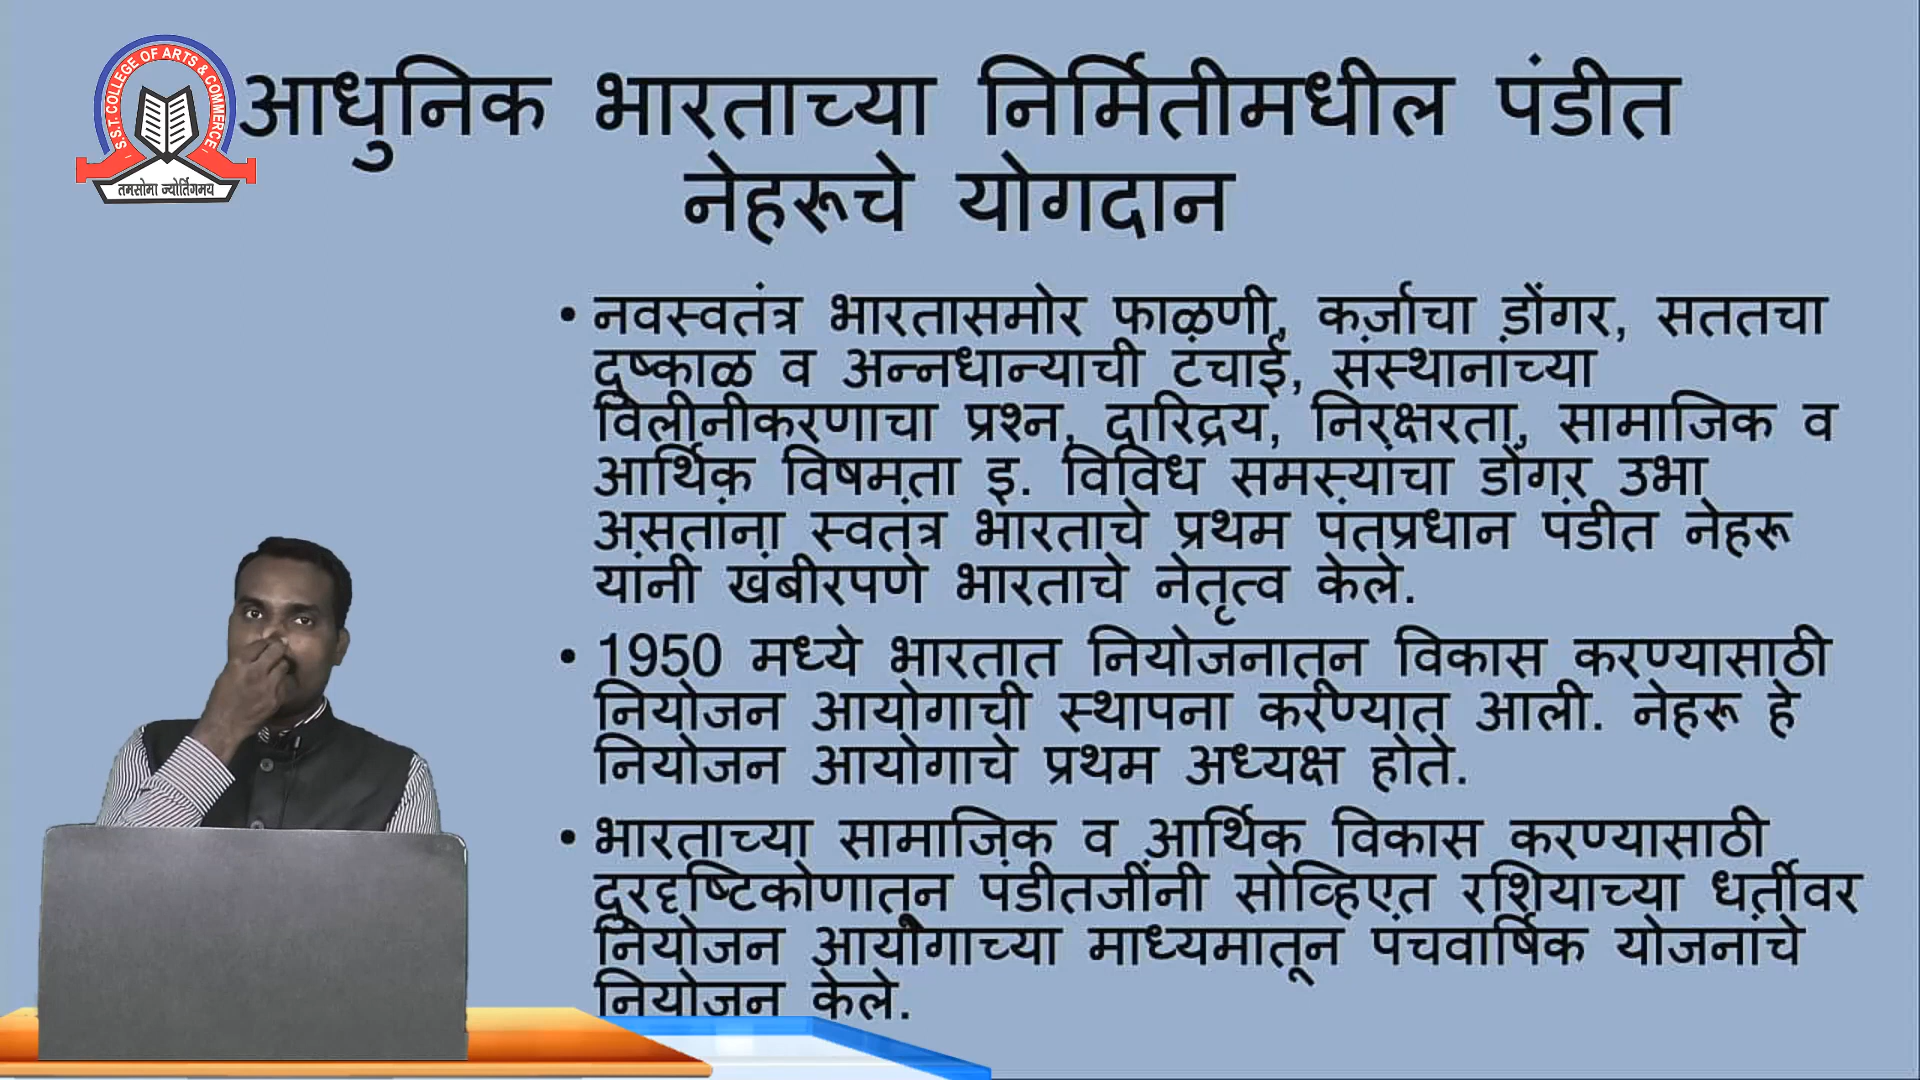 S.S.T. COLLEGE OF ARTS & COMMERCE
तमसोमा ज्योर्तिगमय
आधुनिक भारताच्या निर्मितीमधील पंडीत
नेहरूचे योगदान
• नवस्वतंत्र भारतासमोर फाळणी, कर्जाचा डोंगर, सततचा
दुष्काळ व अन्नधान्याची टंचाई, संस्थानांच्या
विलीनीकरणाचा प्रश्न, दारिद्रय, निरक्षरता, सामाजिक व
आर्थिक विषमता इ. विविध समस्यांचा डोंगर उभा
असतांना स्वतंत्र भारताचे प्रथम पंतप्रधान पंडीत नेहरू
यांनी खंबीरपणे भारताचे नेतृत्व केले.
• 1950 मध्ये भारतात नियोजनातून विकास करण्यासाठी
नियोजन आयोगाची स्थापना करण्यात आली. नेहरू हे
नियोजन आयोगाचे प्रथम अध्यक्ष होते.
• भारताच्या सामाजिक व आर्थिक विकास करण्यासाठी
दुरदृष्टिकोणातून पंडीतजींनी सोव्हिएत रशियाच्या धर्तीवर
नियोजन आयोगाच्या माध्यमातून पंचवार्षिक योजनांचे
नियोजन केले.